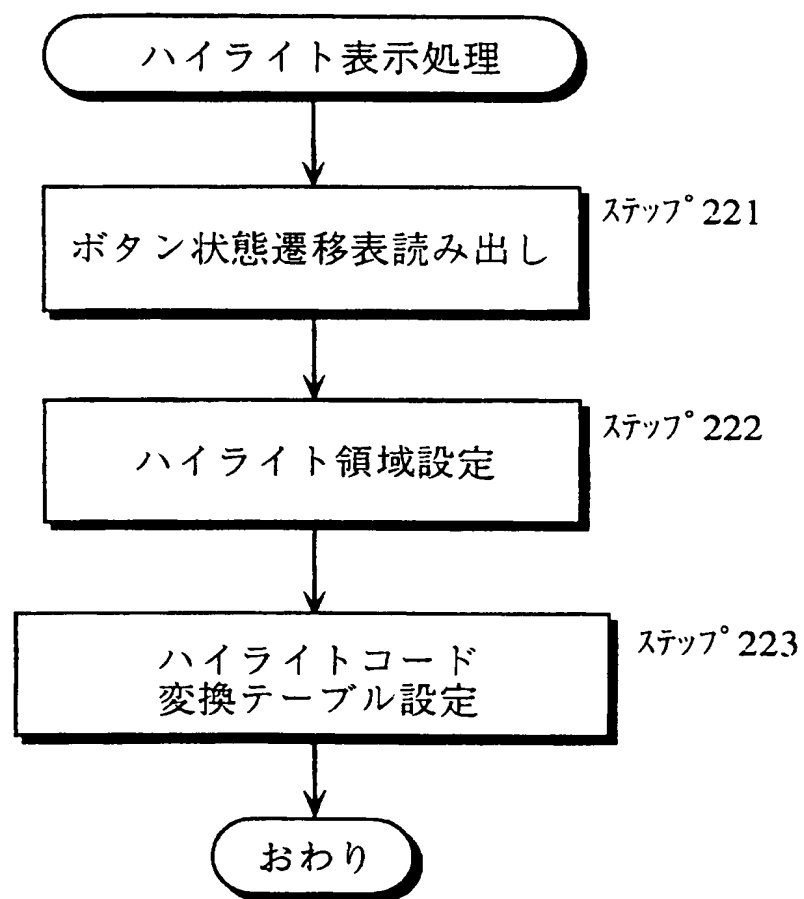 ハイライト表示処理
ボタン状態遷移表読み出し
ステップ221
ハイライト領域設定
ステップ222
ハイライトコード
変換テーブル設定
ステップ223
おわり